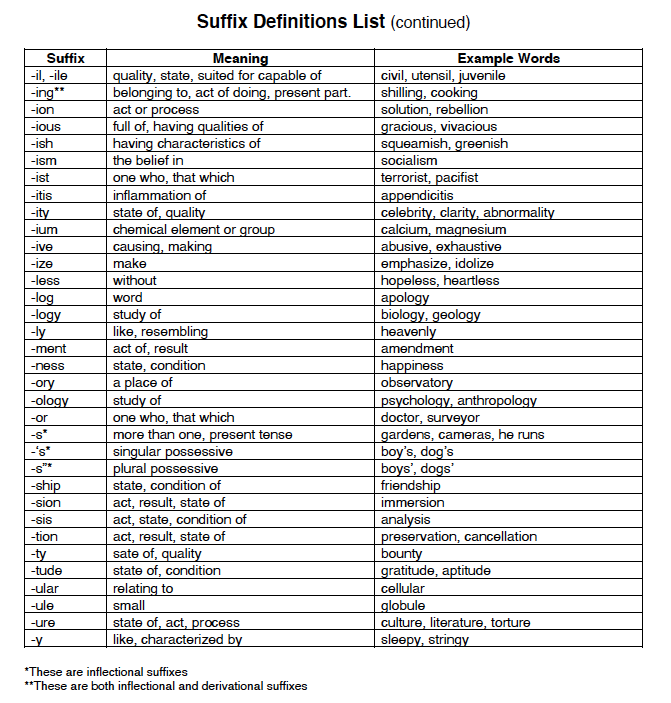 Suffix Definitions List (continued)
Suffix Meaning Example Words
-il, -ile quality, state, suited for capable of civil, utensil, juvenile
-ing** belonging to, act of doing, present part. shilling, cooking
-ion act or process solution, rebellion
-ious full of, having qualities of gracious, vivacious
-ish having characteristics of squeamish, greenish
-ism the belief in socialism
-ist one who, that which terrorist, pacifist
-itis inflammation of appendicitis
-ity state of, quality celebrity, clarity, abnormality
-ium chemical element or group calcium, magnesium
-ive causing, making abusive, exhaustive
-ize make emphasize, idolize
-less without hopeless, heartless
-log word apology
-logy study of biology, geology
-ly like, resembling heavenly
-ment act of, result amendment
-ness state, condition happiness
-ory a place of observatory
-ology study of psychology, anthropology
-or one who, that which doctor, surveyor
-s* more than one, present tense gardens, cameras, he runs
-‘s* singular possessive boy’s, dog’s
-s”* plural possessive boys’, dogs’
-ship state, condition of friendship
-sion act, result, state of immersion
-sis act, state, condition of analysis
-tion act, result, state of preservation, cancellation
-ty sate of, quality bounty
-tude state of, condition gratitude, aptitude
-ular relating to cellular
-ule small globule
-ure state of, act, process culture, literature, torture
-y like, characterized by sleepy, stringy
*These are inflectional suffixes
**These are both inflectional and derivational suffixes